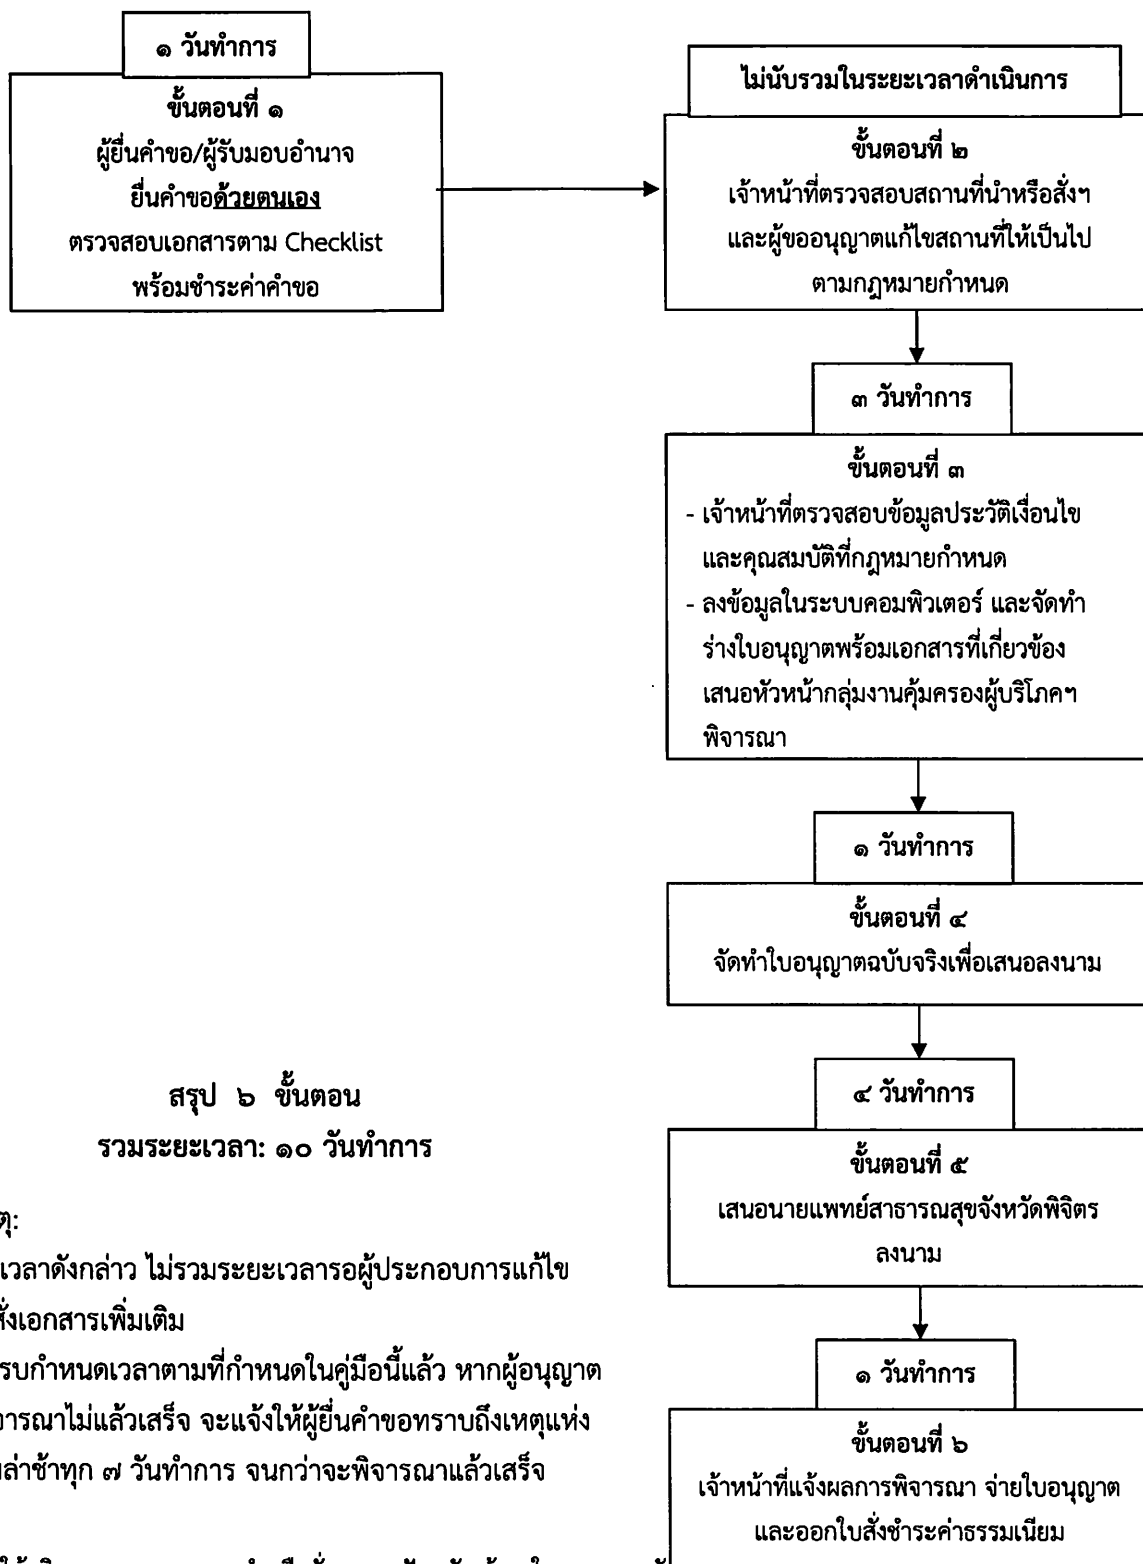 ๑ วันทำการ
ขั้นตอนที่ ๑
ผู้ยื่นคำขอ/ผู้รับมอบอำนาจ
ยื่นคำขอด้วยตนเอง
ตรวจสอบเอกสารตาม Checklist
พร้อมชำระค่าคำขอ
ไม่นับรวมในระยะเวลาดำเนินการ
ขั้นตอนที่ ๒
เจ้าหน้าที่ตรวจสอบสถานที่นำหรือสั่งฯ
และผู้ขออนุญาตแก้ไขสถานที่ให้เป็นไป
ตามกฎหมายกำหนด
๓ วันทำการ
ขั้นตอนที่ ๓
- เจ้าหน้าที่ตรวจสอบข้อมูลประวัติเงื่อนไข
และคุณสมบัติที่กฎหมายกำหนด
- ลงข้อมูลในระบบคอมพิวเตอร์ และจัดทำ
ร่างใบอนุญาตพร้อมเอกสารที่เกี่ยวข้อง
เสนอหัวหน้ากลุ่มงานคุ้มครองผู้บริโภคฯ
พิจารณา
๑ วันทำการ
ขั้นตอนที่ ๔
จัดทำใบอนุญาตฉบับจริงเพื่อเสนอลงนาม
๔ วันทำการ
ขั้นตอนที่ ๕
เสนอนายแพทย์สาธารณสุขจังหวัดพิจิตร
ลงนาม
๑ วันทำการ
ขั้นตอนที่ ๖
เจ้าหน้าที่แจ้งผลการพิจารณา จ่ายใบอนุญาต
และออกใบสั่งชำระค่าธรรมเนียม
สรุป ๖ ขั้นตอน
รวมระยะเวลา: ๑๐ วันทำการ
ตุ:
เวลาดังกล่าว ไม่รวมระยะเวลารอผู้ประกอบการแก้ไข
สั่งเอกสารเพิ่มเติม
รบกำหนดเวลาตามที่กำหนดในคู่มือนี้แล้ว หากผู้อนุญาต
จารณาไม่แล้วเสร็จ จะแจ้งให้ผู้ยื่นคำขอทราบถึงเหตุแห่ง
ล่าช้าทุก ๗ วันทำการ จนกว่าจะพิจารณาแล้วเสร็จ